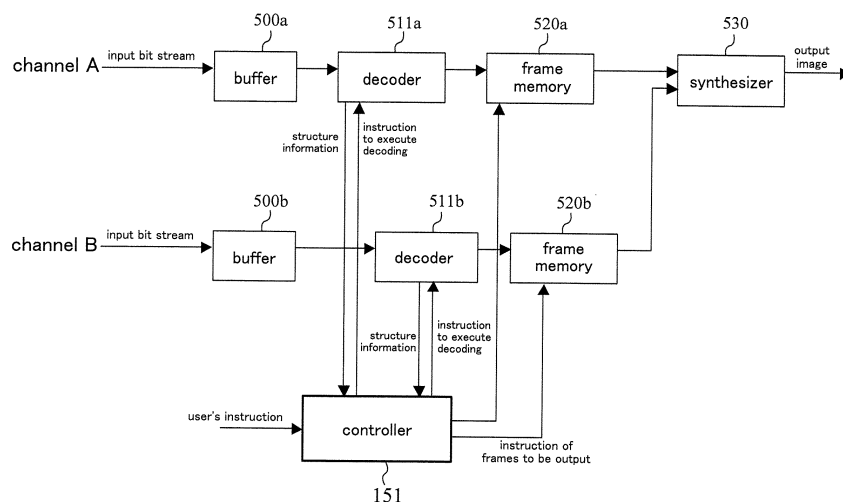 500a
511a
520a
530
channel A
input bit stream
buffer
decoder
frame
memory
synthesizer
output
image
structure
information
instruction
to execute
decoding
500b
511b
520b
channel B
input bit stream
buffer
decoder
frame
memory
structure
information
instruction
to execute
decoding
user's instruction
controller
instruction of
frames to be output
151